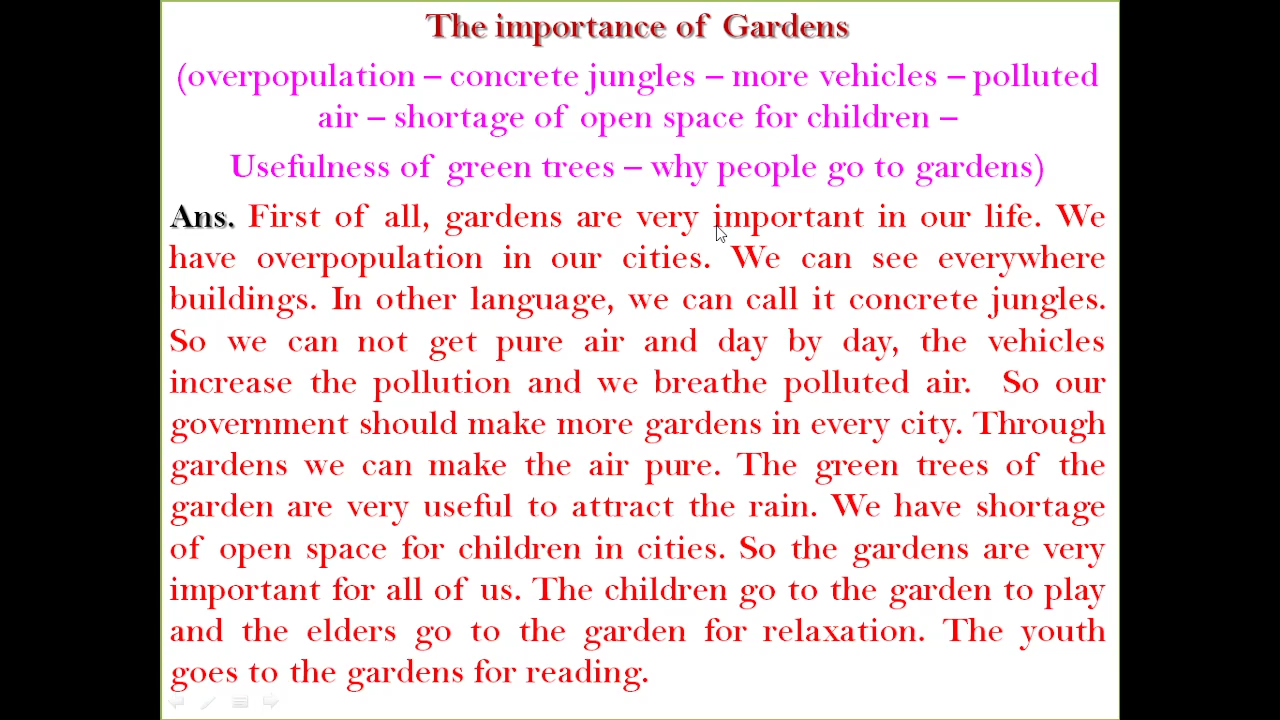 The importance of Gardens
(overpopulation – concrete jungles – more vehicles – polluted
air – shortage of open space for children –
Usefulness of green trees – why people go to gardens)
Ans. First of all, gardens are very important in our life. We
have overpopulation in our cities. We can see everywhere
buildings. In other language, we can call it concrete jungles.
So we can not get pure air and day by day, the vehicles
increase the pollution and we breathe polluted air. So our
government should make more gardens in every city. Through
gardens we can make the air pure. The green trees of the
garden are very useful to attract the rain. We have shortage
of open space for children in cities. So the gardens are very
important for all of us. The children go to the garden to play
and the elders go to the garden for relaxation. The youth
goes to the gardens for reading.